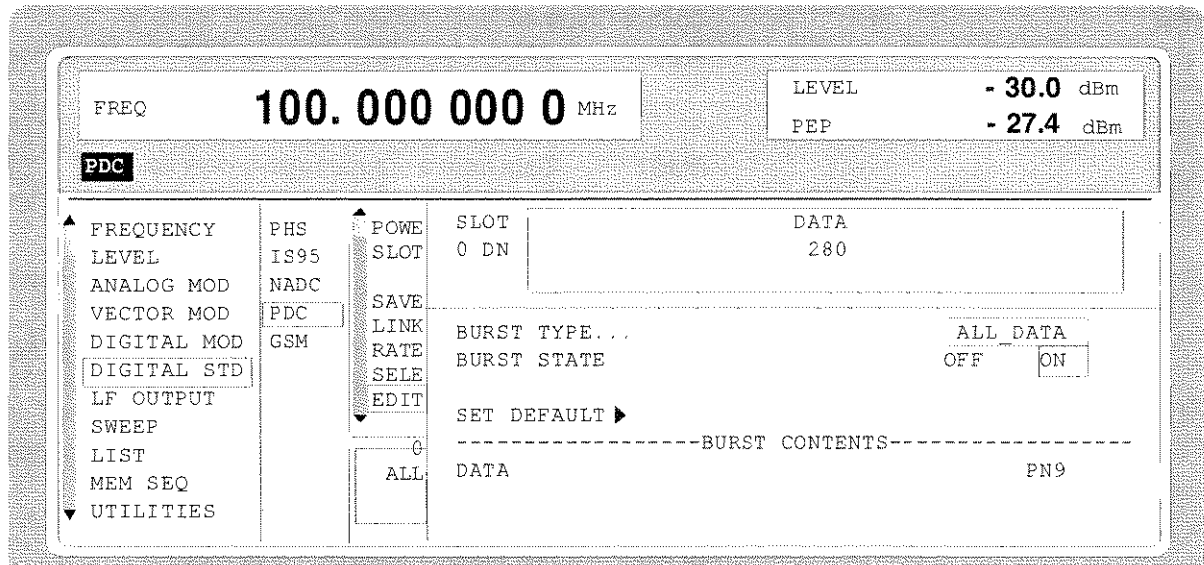 FREQ 100. 000 000 0 MHz
LEVEL - 30.0 dBm
PEP - 27.4 dBm
PDC
FREQUENCY
LEVEL
ANALOG MOD
VECTOR MOD
DIGITAL MOD
DIGITAL STD
LF OUTPUT
SWEEP
LIST
MEM SEQ
UTILITIES
PHS
IS95
NADC
PDC
GSM
POWE
SLOT
SAVE
LINK
RATE
SELE
EDIT
0
ALL
SLOT DATA
0 DN 280
BURST TYPE... ALL_DATA
BURST STATE OFF ON
SET DEFAULT
-------------------BURST CONTENTS-------------------
DATA PN9